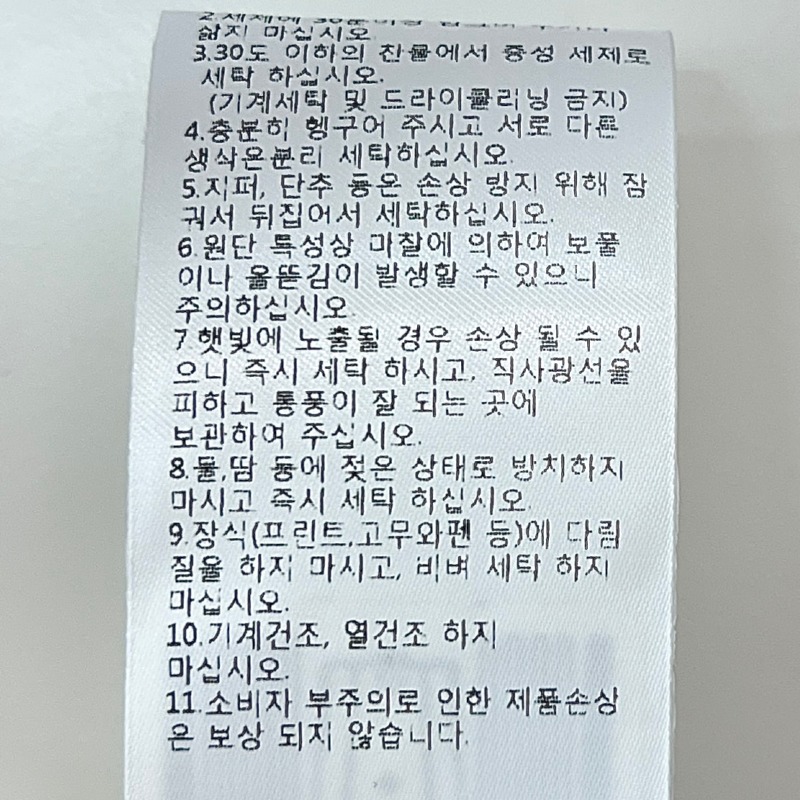 2.세제에 30분이상
삶지 마십시오.
3.30도 이하의 찬물에서 중성 세제로
세탁 하십시오.
(기계세탁 및 드라이클리닝 금지)
4.충분히 헹구어 주시고 서로 다른
생삭은분리 세탁하십시오.
5.지퍼, 단추 등은 손상 방지 위해 잠
궈서 뒤집어서 세탁하십시오.
6.원단 특성상 마찰에 의하여 보풀
이나 올뜯김이 발생할 수 있으니
주의하십시오.
7.햇빛에 노출될 경우 손상 될 수 있
으니 즉시 세탁 하시고, 직사광선을
피하고 통풍이 잘 되는 곳에
보관하여 주십시오.
8.물,땀 등에 젖은 상태로 방치하지
마시고 즉시 세탁 하십시오.
9.장식(프린트,고무와펜 등)에 다림
질을 하지 마시고, 비벼 세탁 하지
마십시오.
10.기계건조, 열건조 하지
마십시오.
11.소비자 부주의로 인한 제품손상
은 보상 되지 않습니다.